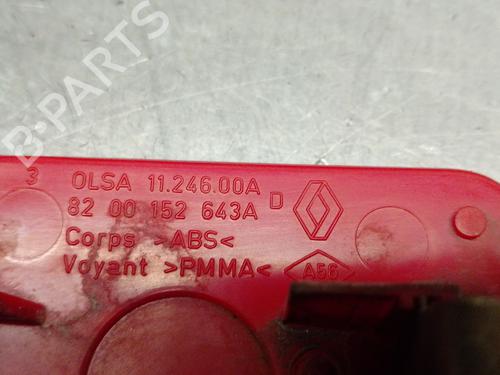 B-PARTS
3
OLSA 11.246.00A
82 00 152 643A D
Corps >ABS<
Voyant >PMMA< A56